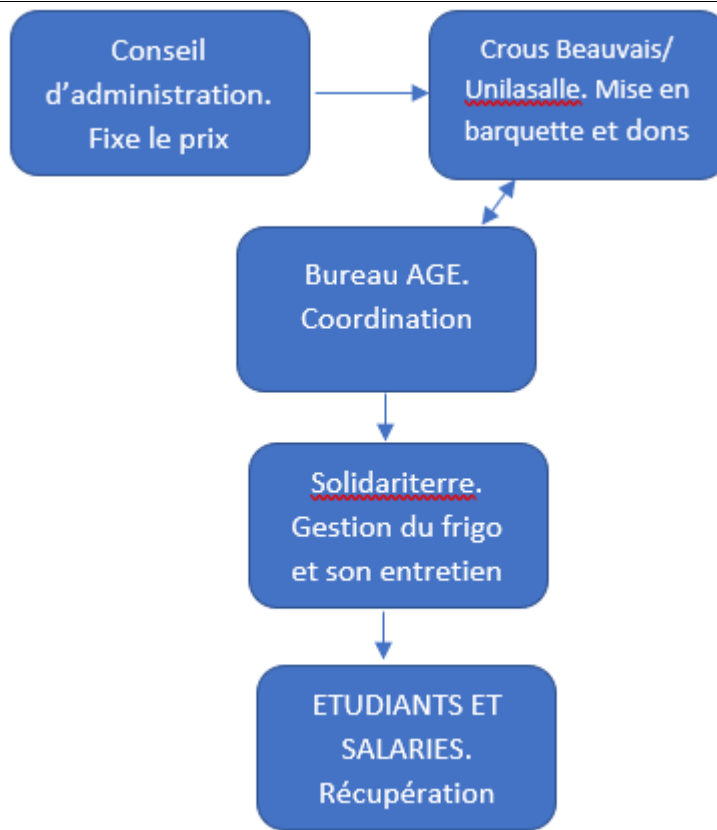 Conseil
d’administration.
Fixe le prix
Crous Beauvais/
Unilasalle. Mise en
barquette et dons
Bureau AGE.
Coordination
Solidariterre.
Gestion du frigo
et son entretien
ETUDIANTS ET
SALARIES.
Récupération